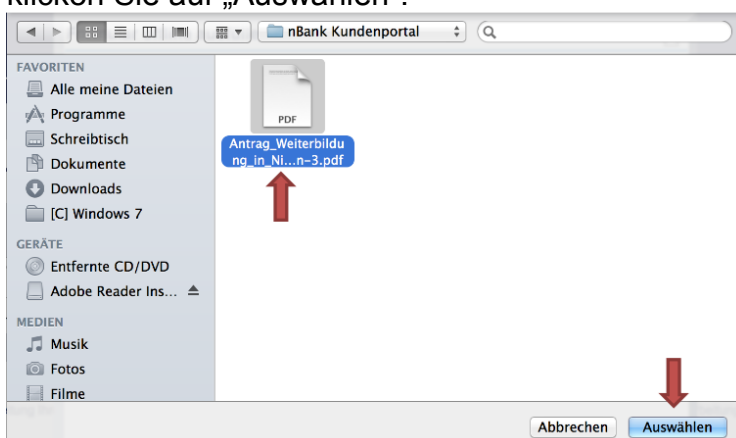 klicken Sie auf „Auswählen“.
nBank Kundenportal
FAVORITEN
Alle meine Dateien
Programme
Schreibtisch
Dokumente
Downloads
[C] Windows 7
GERÄTE
Entfernte CD/DVD
Adobe Reader Ins...
MEDIEN
Musik
Fotos
Filme
PDF
Antrag_Weiterbildu
ng_in_Ni...n-3.pdf
Abbrechen
Auswählen